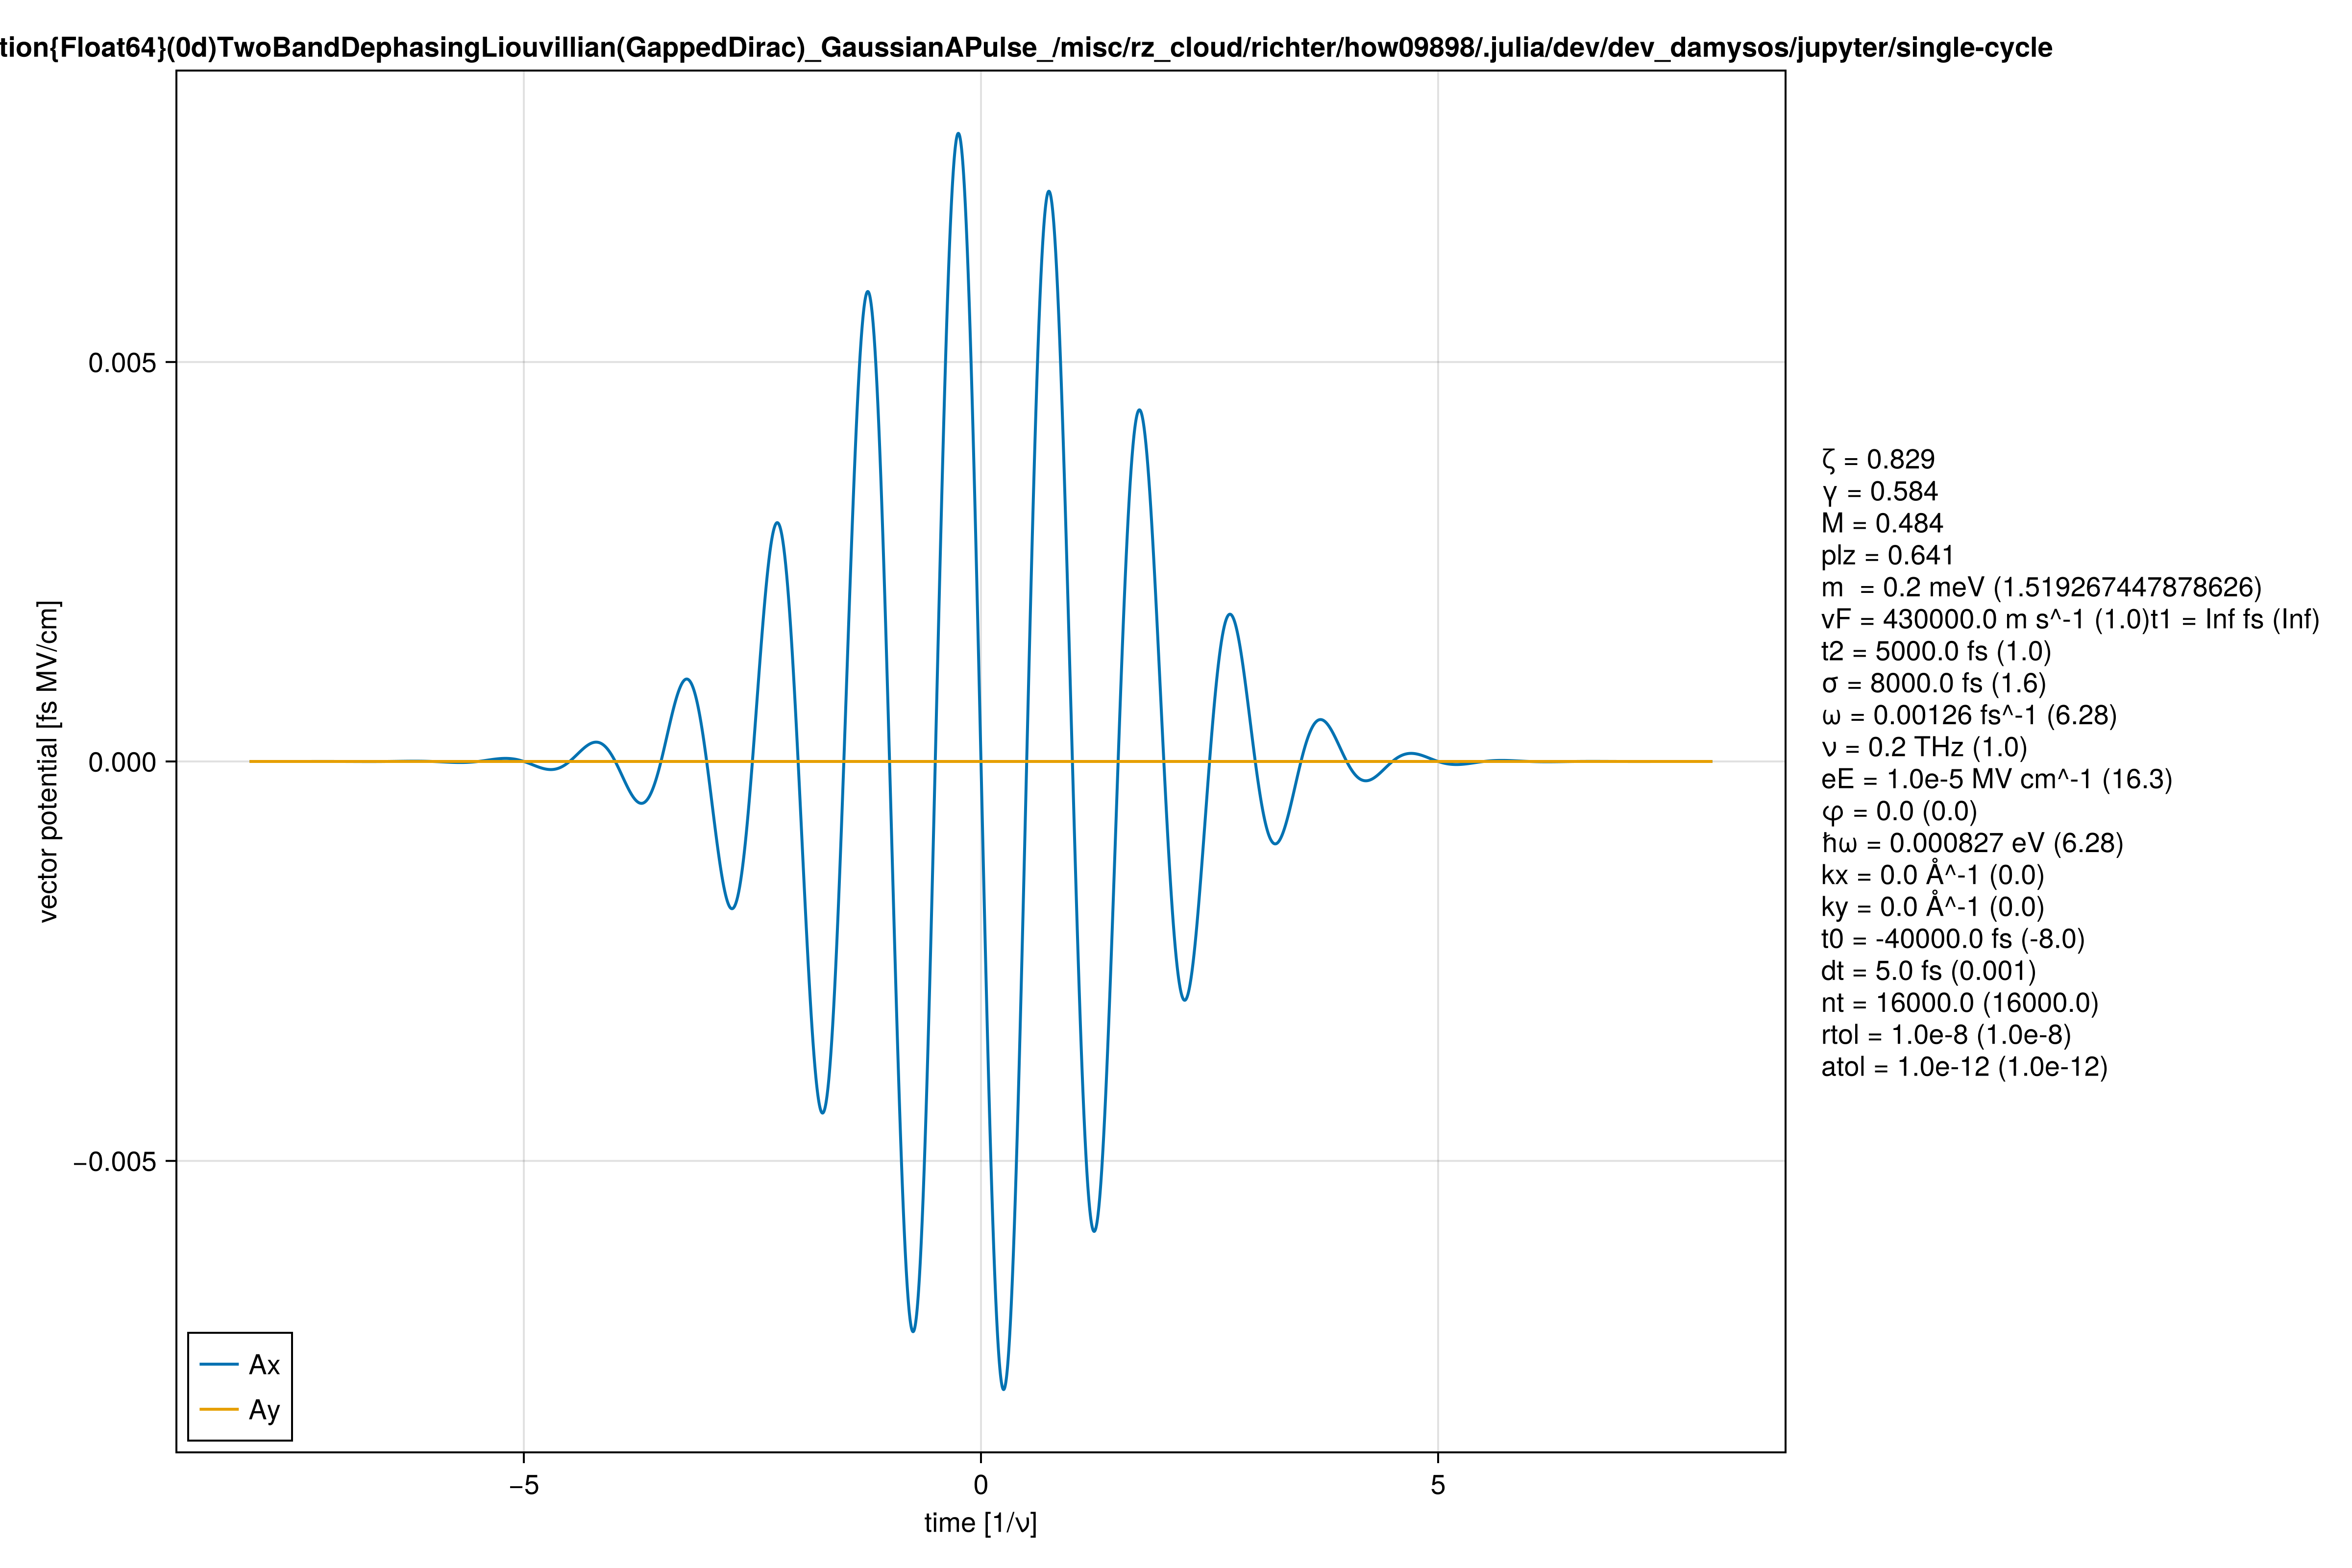 tion{Float64}(0d)TwoBandDephasingLiouvillian(GappedDirac)_GaussianAPulse_/misc/rz_cloud/richter/how09898/.julia/dev/dev_damysos/jupyter/single-cycle
vector potential [fs MV/cm]
0.005
0.000
−0.005
Ax
Ay
−5
0
5
time [1/ν]
ζ = 0.829
γ = 0.584
M = 0.484
plz = 0.641
m  = 0.2 meV (1.519267447878626)
vF = 430000.0 m s^-1 (1.0)t1 = Inf fs (Inf)
t2 = 5000.0 fs (1.0)
σ = 8000.0 fs (1.6)
ω = 0.00126 fs^-1 (6.28)
ν = 0.2 THz (1.0)
eE = 1.0e-5 MV cm^-1 (16.3)
φ = 0.0 (0.0)
ħω = 0.000827 eV (6.28)
kx = 0.0 Å^-1 (0.0)
ky = 0.0 Å^-1 (0.0)
t0 = -40000.0 fs (-8.0)
dt = 5.0 fs (0.001)
nt = 16000.0 (16000.0)
rtol = 1.0e-8 (1.0e-8)
atol = 1.0e-12 (1.0e-12)